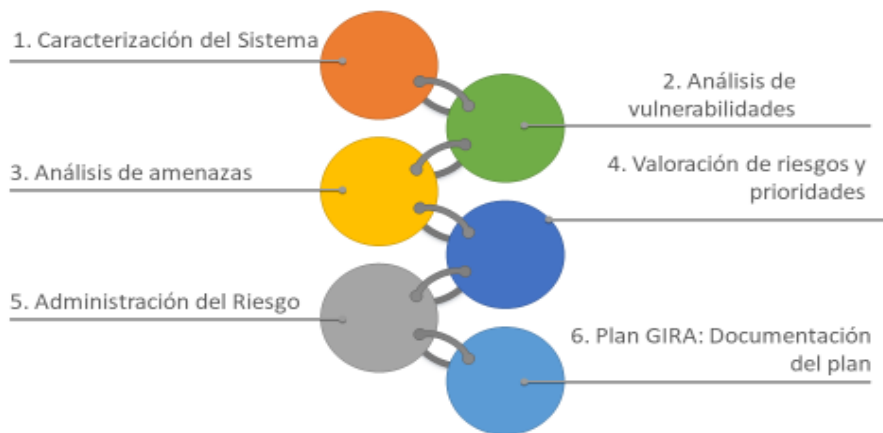 1. Caracterización del Sistema
2. Análisis de
vulnerabilidades
3. Análisis de amenazas
4. Valoración de riesgos y
prioridades
5. Administración del Riesgo
6. Plan GIRA: Documentación
del plan